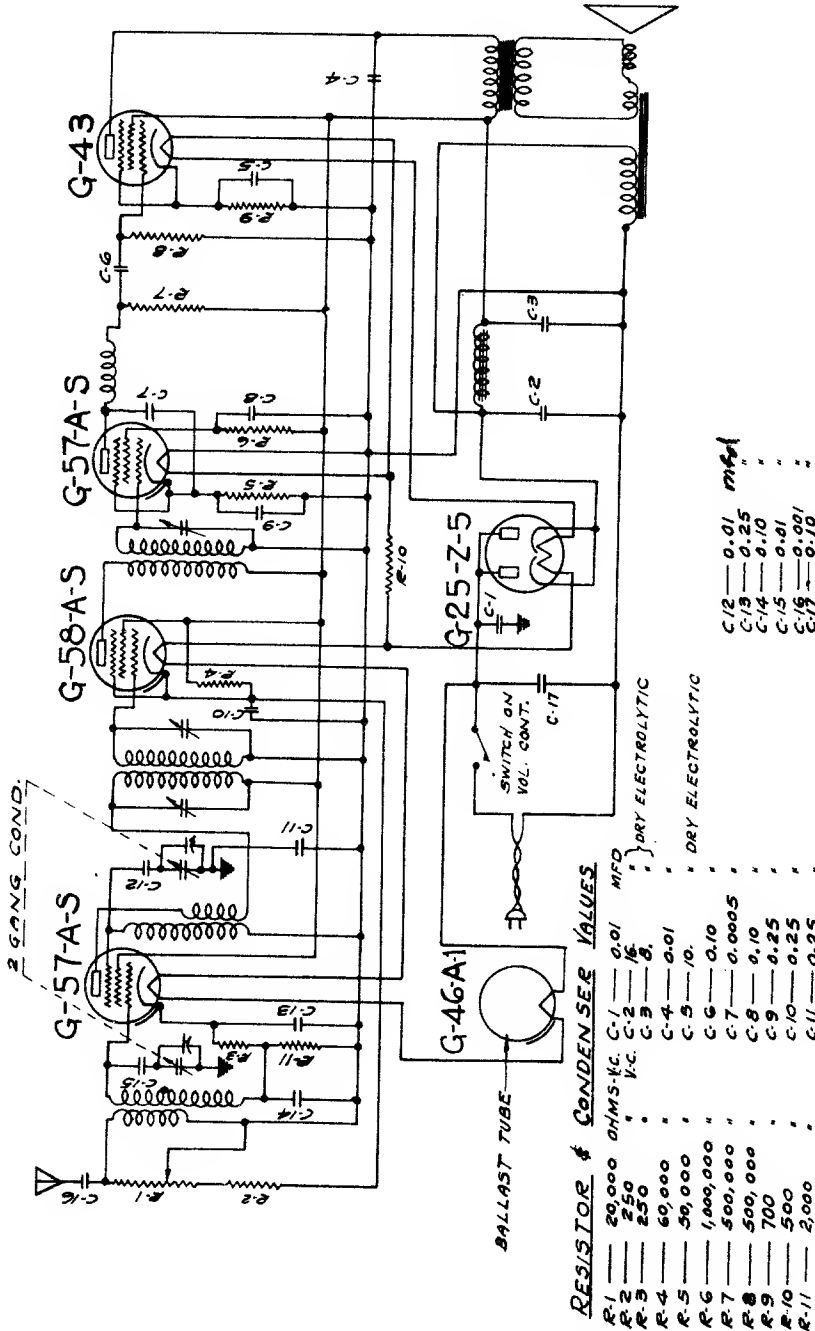 2 GANG COND.
G-57-A-S
G-58-A-S
G-57-A-S
G-43
C-16
R-1
R-2
C-15
C-14
R-3
R-11
C-13
C-12
C-11
R-4
C-10
C-9
R-5
R-6
C-8
C-7
R-7
C-6
R-8
R-9
C-5
C-4
R-10
G-46-A-1
BALLAST TUBE
SWITCH ON
VOL. CONT.
C-17
C-1
G-25-Z-5
C-2
C-3
RESISTOR & CONDENSER VALUES
R-1 — 20,000 OHMS-V.C.
R-2 — 250 " V.C.
R-3 — 250 "
R-4 — 60,000 "
R-5 — 50,000 "
R-6 — 1,000,000 "
R-7 — 500,000 "
R-8 — 500,000 "
R-9 — 700 "
R-10 — 500 "
R-11 — 2,000 "
C-1 — 0.01 MFD
C-2 — 16. "
C-3 — 8. " } DRY ELECTROLYTIC
C-4 — 0.01
C-5 — 10. " DRY ELECTROLYTIC
C-6 — 0.10 "
C-7 — 0.0005 "
C-8 — 0.10 "
C-9 — 0.25 "
C-10 — 0.25 "
C-11 — 0.25 "
C-12 — 0.01 mfd
C-13 — 0.25 "
C-14 — 0.10 "
C-15 — 0.01 "
C-16 — 0.001 "
C-17 — 0.10 "